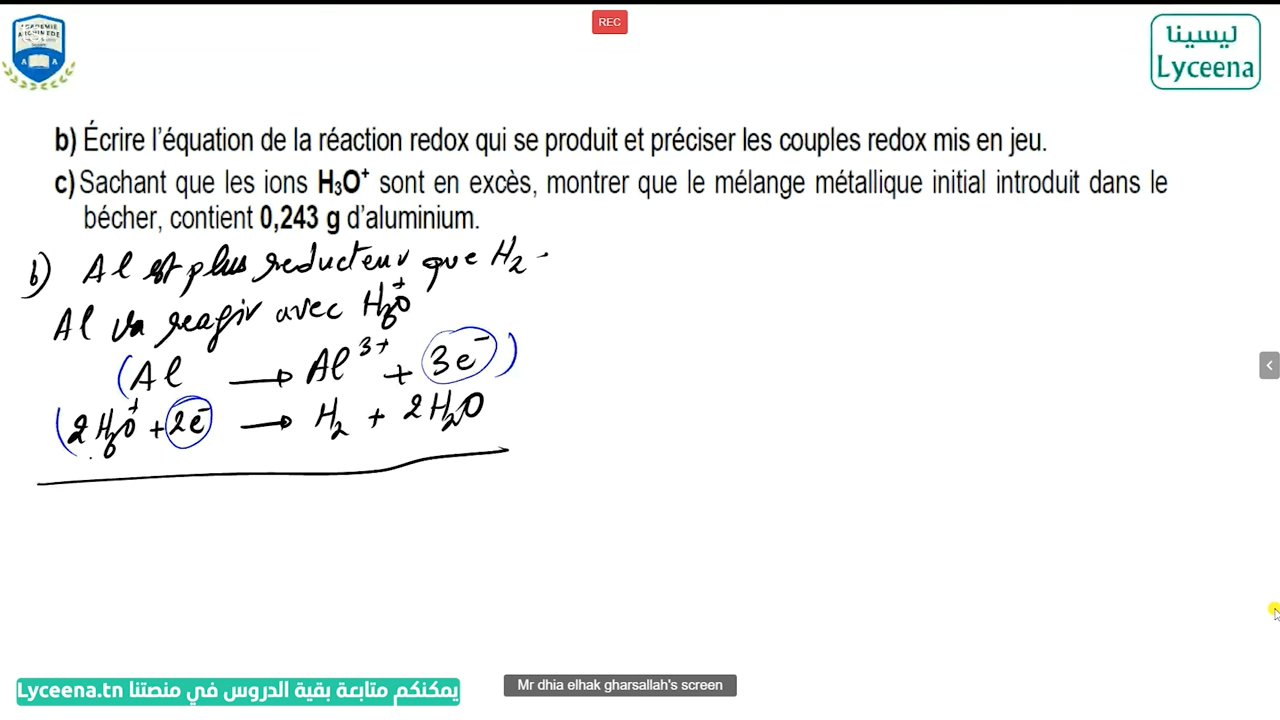 REC
ACADEMIE
ARCHIMEDE
A A
ليسينا
Lyceena
b) Écrire l’équation de la réaction redox qui se produit et préciser les couples redox mis en jeu.
c) Sachant que les ions H₃O⁺ sont en excès, montrer que le mélange métallique initial introduit dans le
bécher, contient 0,243 g d’aluminium.
b) Al est plus reducteur que H₂.
Al va reagir avec H₃O⁺
(Al → Al³⁺ + 3e⁻)
(2H₃O⁺ + 2e⁻ → H₂ + 2H₂O
يمكنكم متابعة بقية الدروس في منصتنا Lyceena.tn
Mr dhia elhak gharsallah's screen